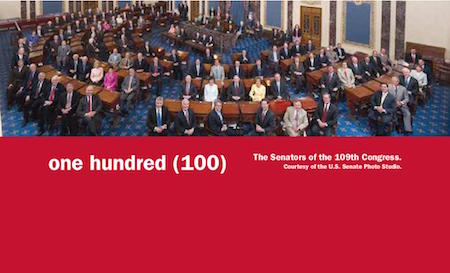 one hundred (100)
The Senators of the 109th Congress.
Courtesy of the U.S. Senate Photo Studio.